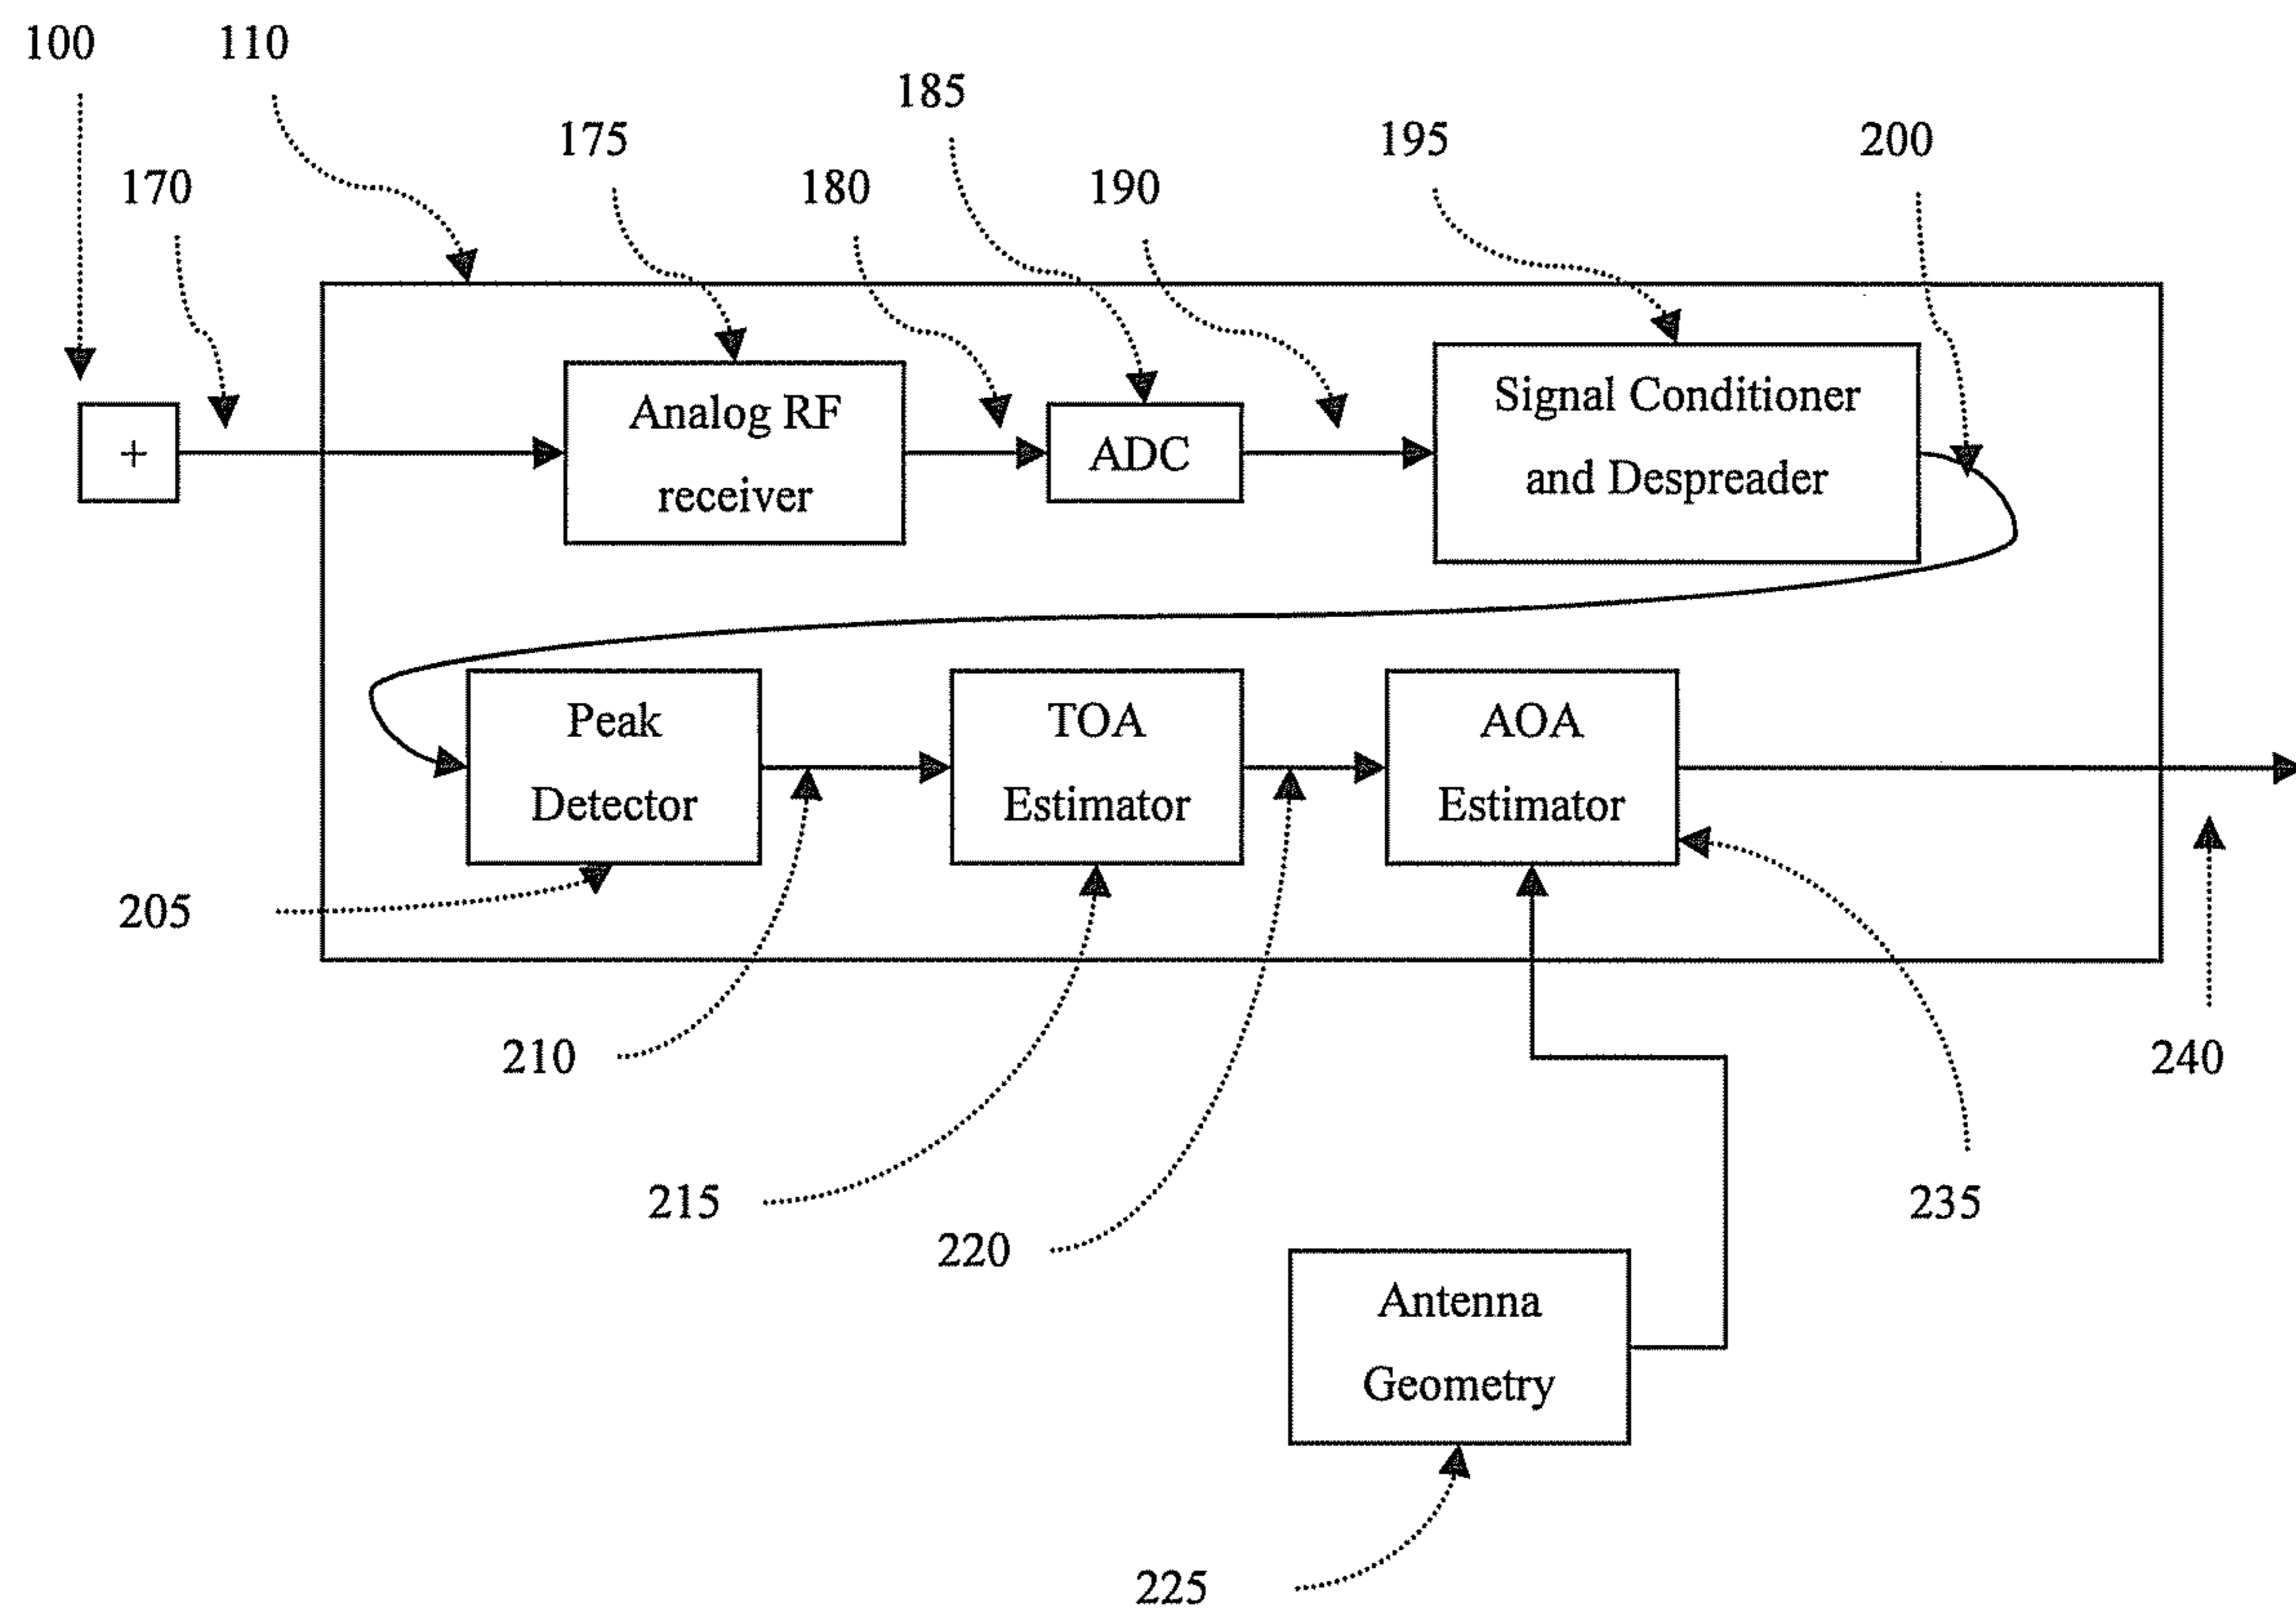 100
110
185
175
195
200
170
180
190
Analog RF
receiver
+
ADC
Signal Conditioner
and Despreader
Peak
Detector
TOA
Estimator
AOA
Estimator
205
210
240
215
235
220
Antenna
Geometry
225